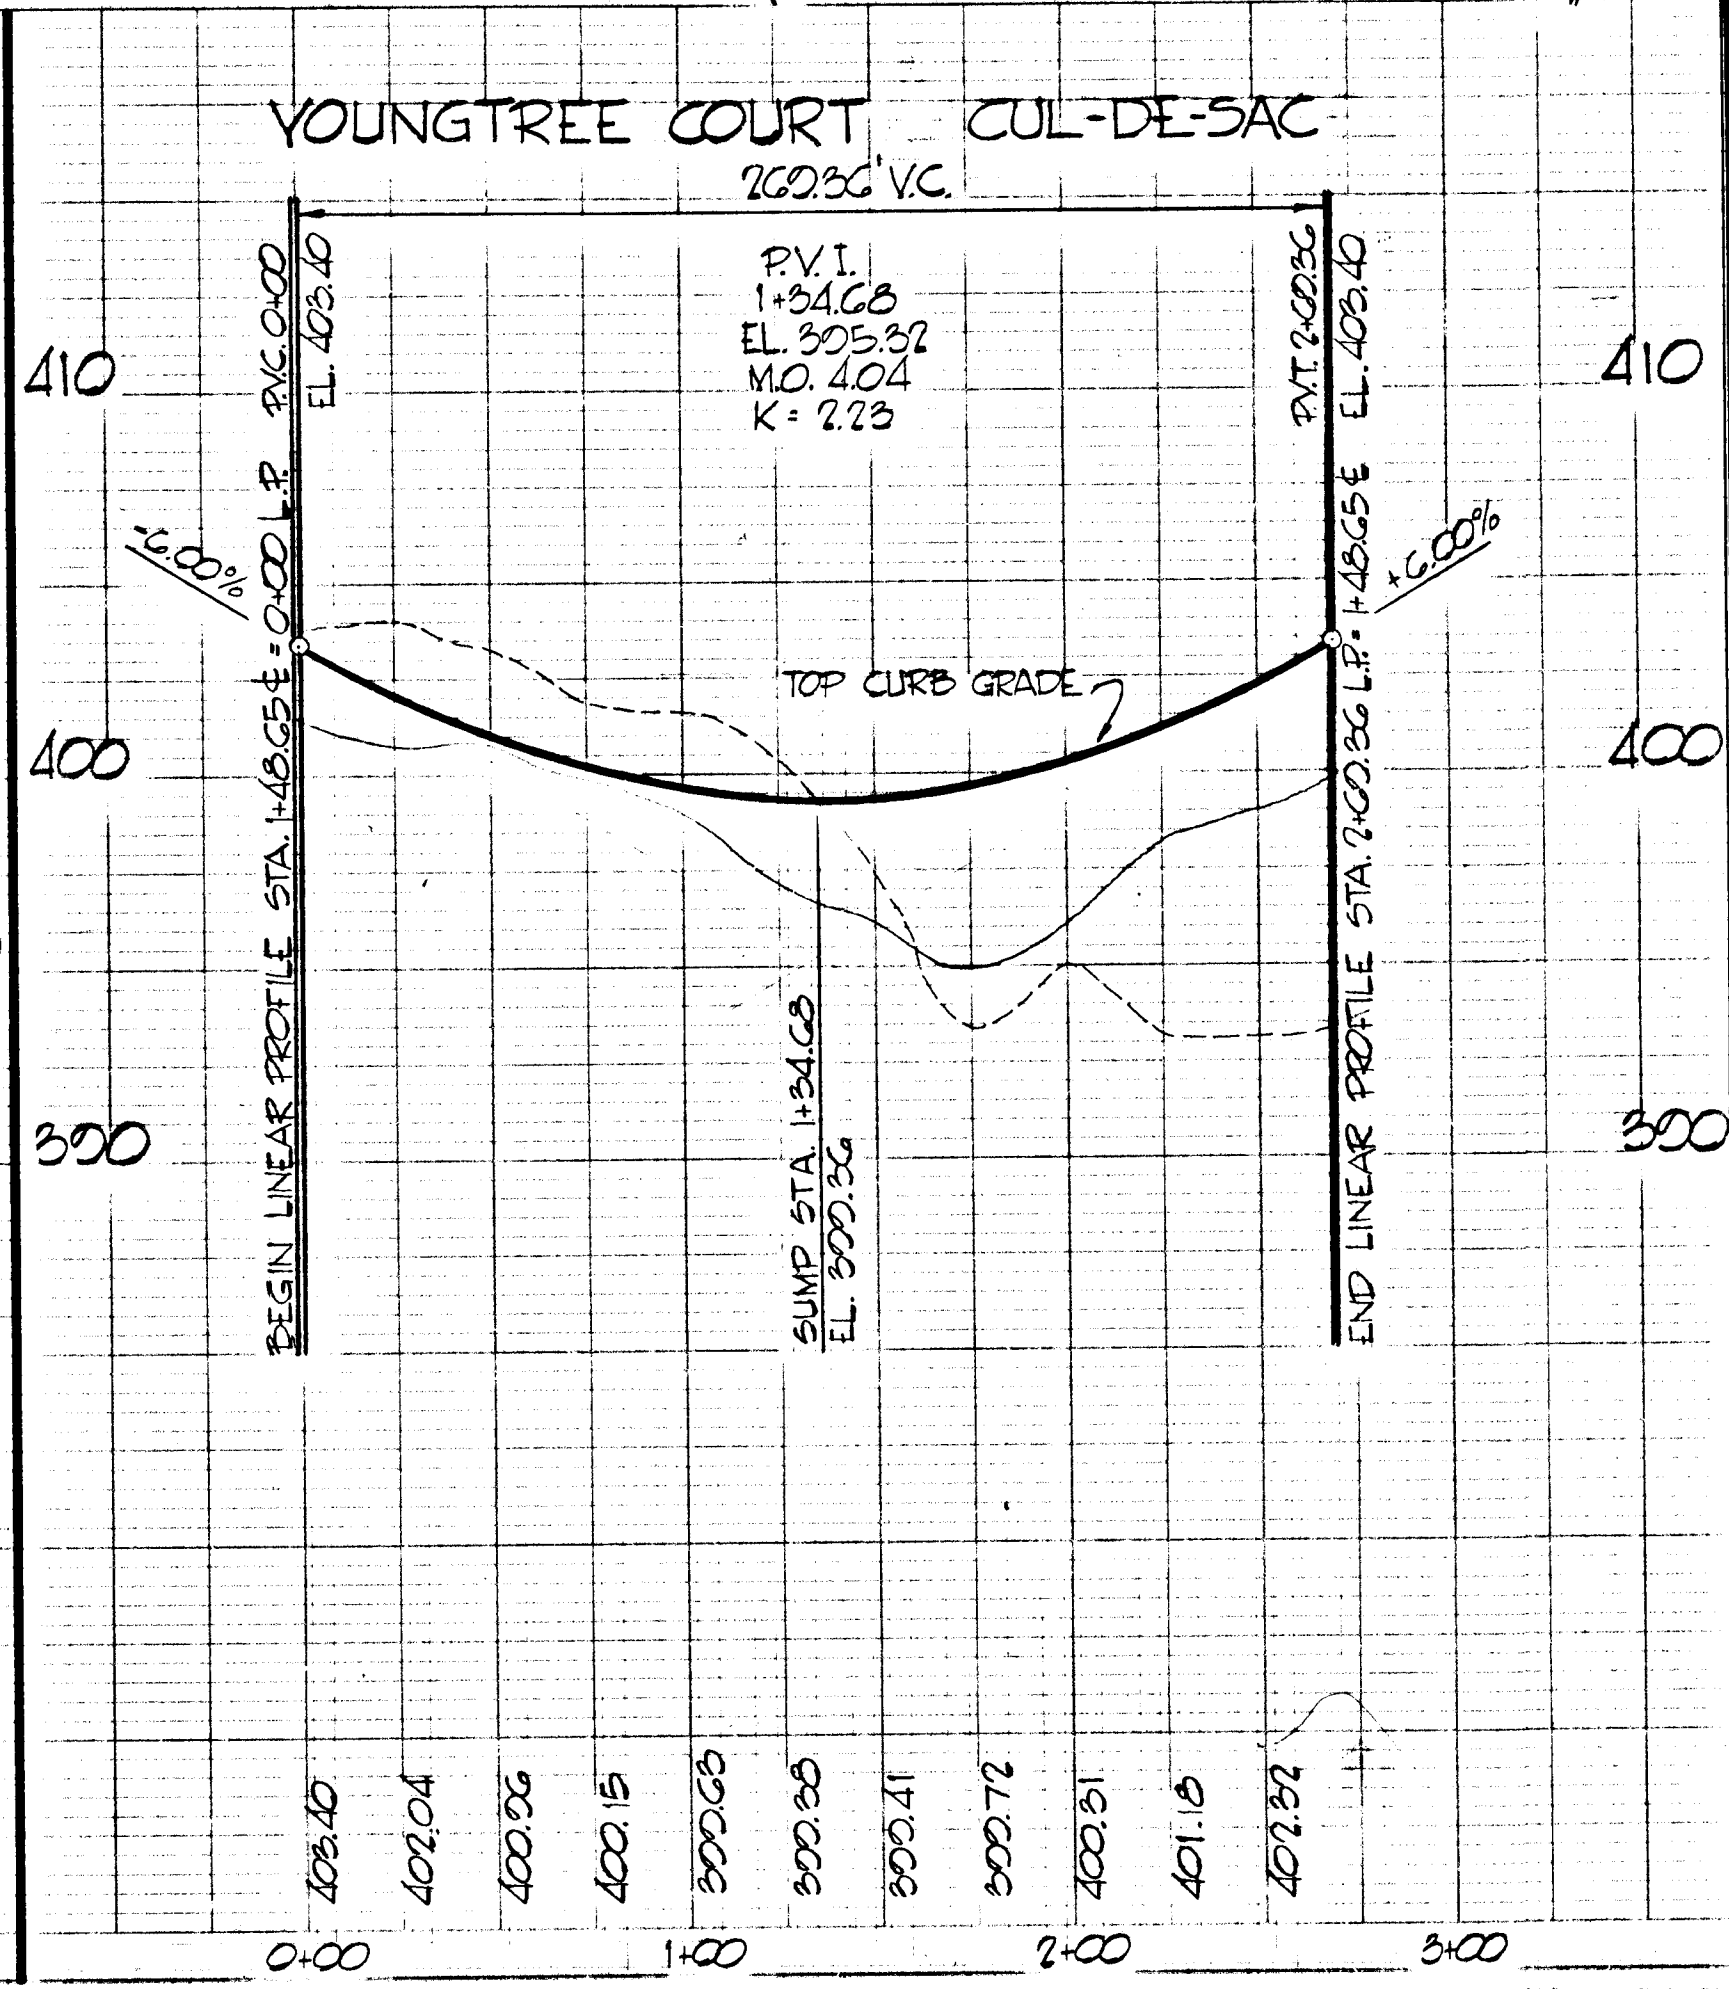 YOUNGTREE COURT CUL-DE-SAC
269.36' V.C.
P.V.C. 0+00
EL. 403.40
P.V.I.
1+34.68
EL. 395.32
M.O. 4.04
K = 2.23
P.V.T. 2+69.36
EL. 403.40
410
410
-6.00%
+6.00%
TOP CURB GRADE
400
400
BEGIN LINEAR PROFILE STA. 1+48.65 ℄ = 0+00 L.P.
SUMP STA. 1+34.68
EL. 399.36
END LINEAR PROFILE STA. 2+69.36 L.P. = 1+48.65 ℄
390
390
403.40
402.04
400.96
400.15
399.63
399.38
399.41
399.72
400.31
401.18
402.32
0+00
1+00
2+00
3+00